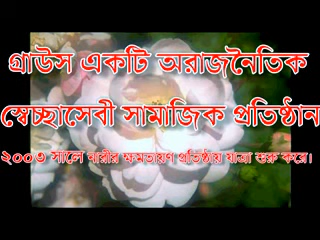 গ্রাউস একটি অরাজনৈতিক
স্বেচ্ছাসেবী সামাজিক প্রতিষ্ঠান
২০০৩ সালে নারীর ক্ষমতায়ণ প্রতিষ্ঠায় যাত্রা শুরু করে।